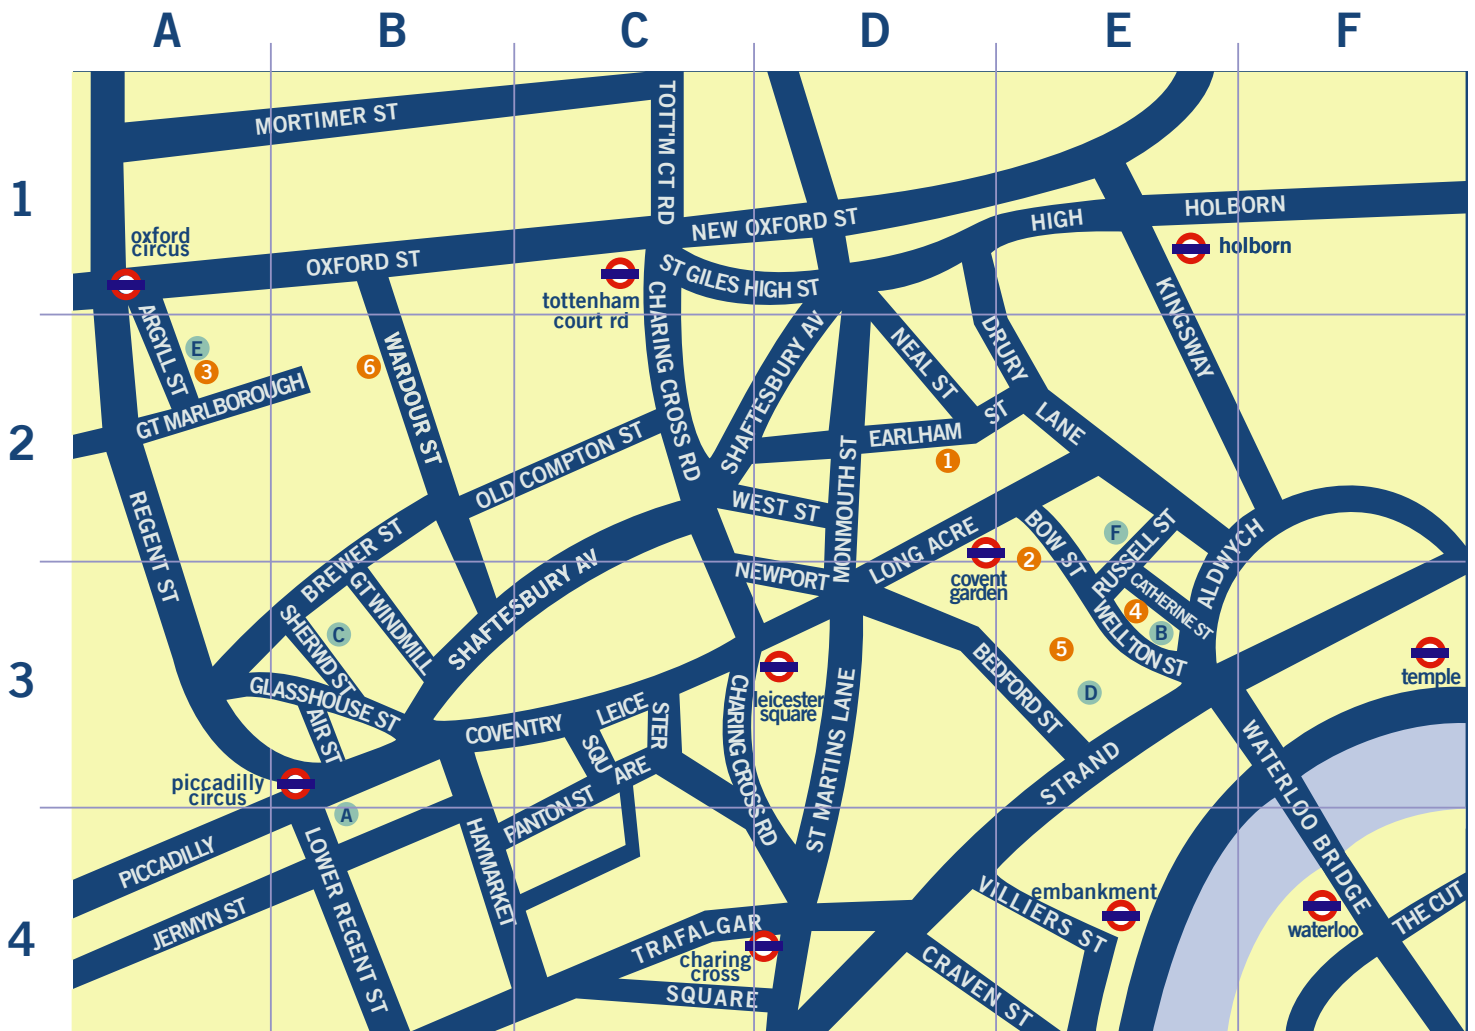 A B C D E F
1
2
3
4
MORTIMER ST
TOTT'M CT RD
NEW OXFORD ST
HIGH
HOLBORN
holborn
oxford
circus
OXFORD ST
tottenham
court rd
ST GILES HIGH ST
CHARING CROSS RD
KINGSWAY
ARGYLL ST
E
3
6
GT MARLBOROUGH
WARDOUR ST
SHAFTESBURY AV
NEAL ST
DRURY
LANE
EARLHAM
ST
1
MONMOUTH ST
OLD COMPTON ST
WEST ST
REGENT ST
BREWER ST
LONG ACRE
BOW ST
F
RUSSELL ST
2
covent
garden
ALDWYCH
NEWPORT
CATHERINE ST
4
B
WELL'TON ST
SHERWD ST
GT WINDMILL
C
SHAFTESBURY AV
GLASSHOUSE ST
AIR ST
COVENTRY
LEICE
STER
SQU
ARE
CHARING CROSS RD
leicester
square
ST MARTINS LANE
BEDFORD ST
5
D
STRAND
temple
WATERLOO BRIDGE
piccadilly
circus
A
PANTON ST
PICCADILLY
JERMYN ST
LOWER REGENT ST
HAYMARKET
TRAFALGAR
SQUARE
charing
cross
VILLIERS ST
embankment
CRAVEN ST
waterloo
THE CUT